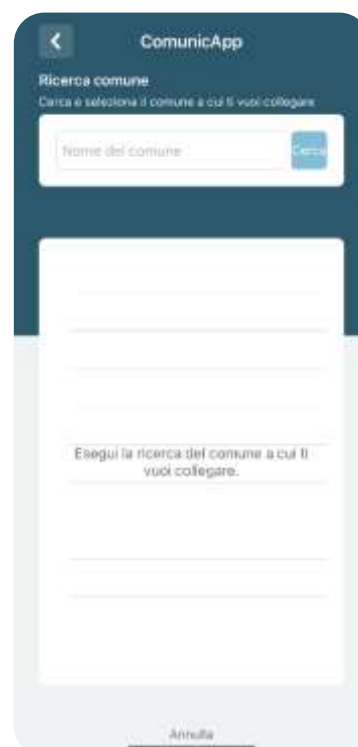 ComunicApp
Ricerca comune
Cerca e seleziona il comune a cui ti vuoi collegare
Nome del comune
Cerca
Esegui la ricerca del comune a cui ti
vuoi collegare.
Annulla